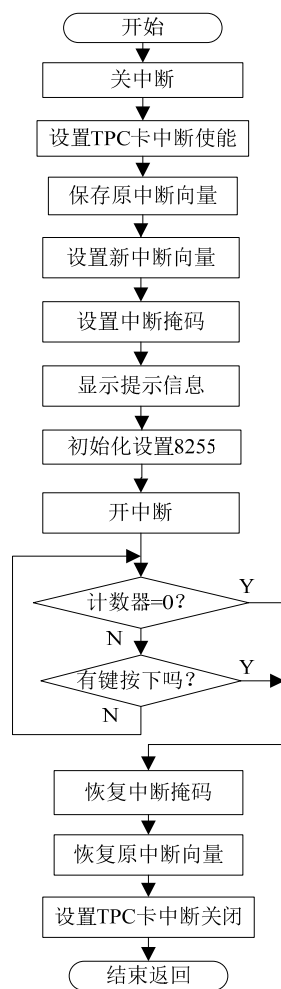 开始
关中断
设置TPC卡中断使能
保存原中断向量
设置新中断向量
设置中断掩码
显示提示信息
初始化设置8255
开中断
计数器=0?
Y
N
有键按下吗?
Y
N
恢复中断掩码
恢复原中断向量
设置TPC卡中断关闭
结束返回